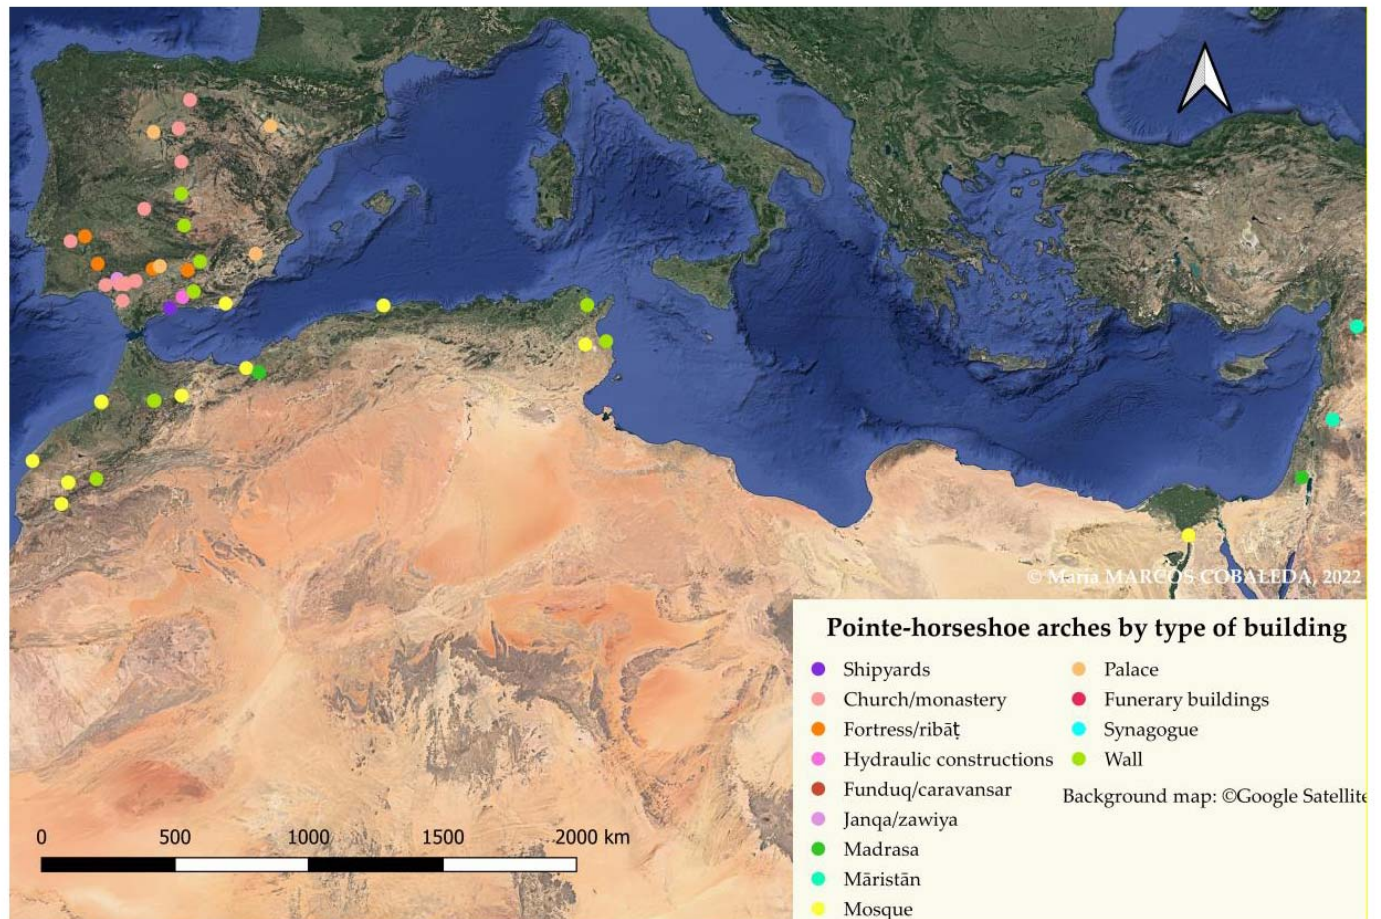 © María MARCOS COBALEDA, 2022
Pointe-horseshoe arches by type of building
Shipyards
Church/monastery
Fortress/ribāṭ
Hydraulic constructions
Funduq/caravansar
Janqa/zawiya
Madrasa
Māristān
Mosque
Palace
Funerary buildings
Synagogue
Wall
Background map: ©Google Satellite
0 500 1000 1500 2000 km